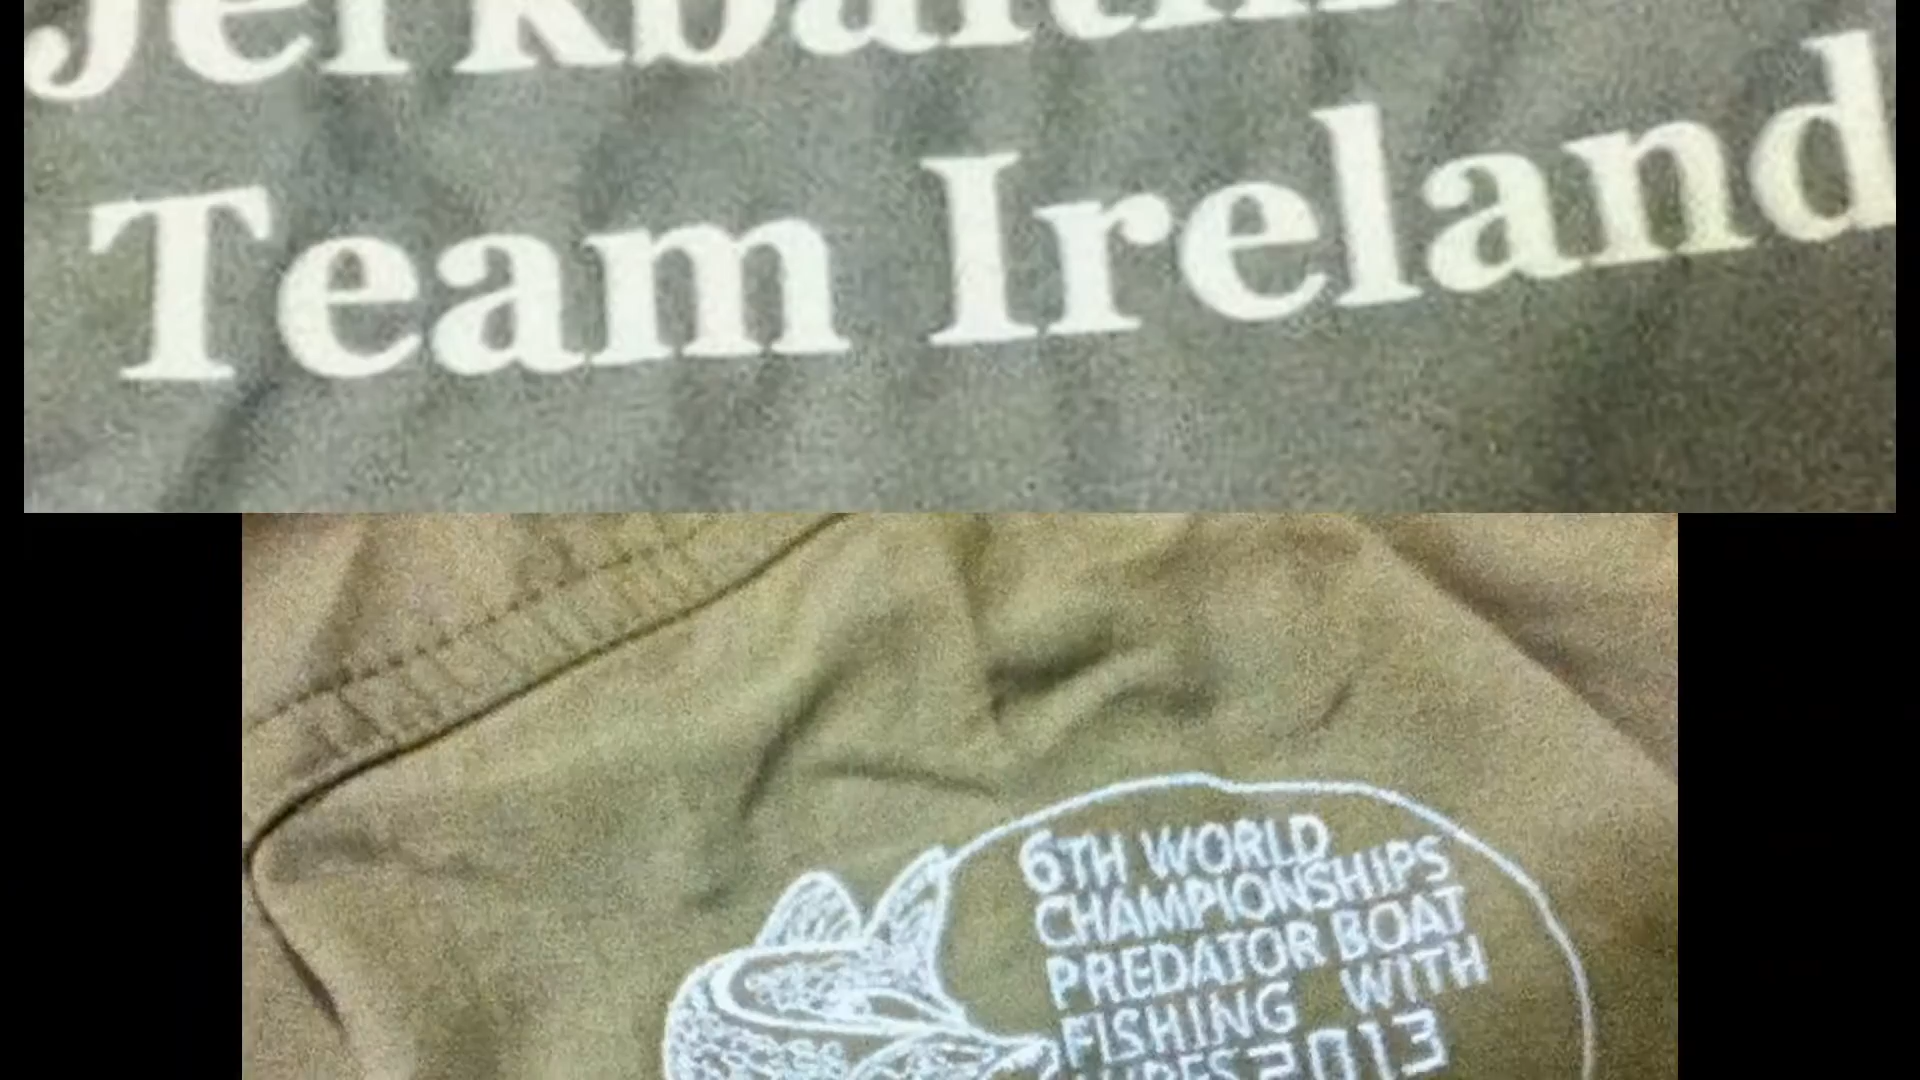 Team Ireland
6TH WORLD
CHAMPIONSHIPS
PREDATOR BOAT
FISHING WITH
2013